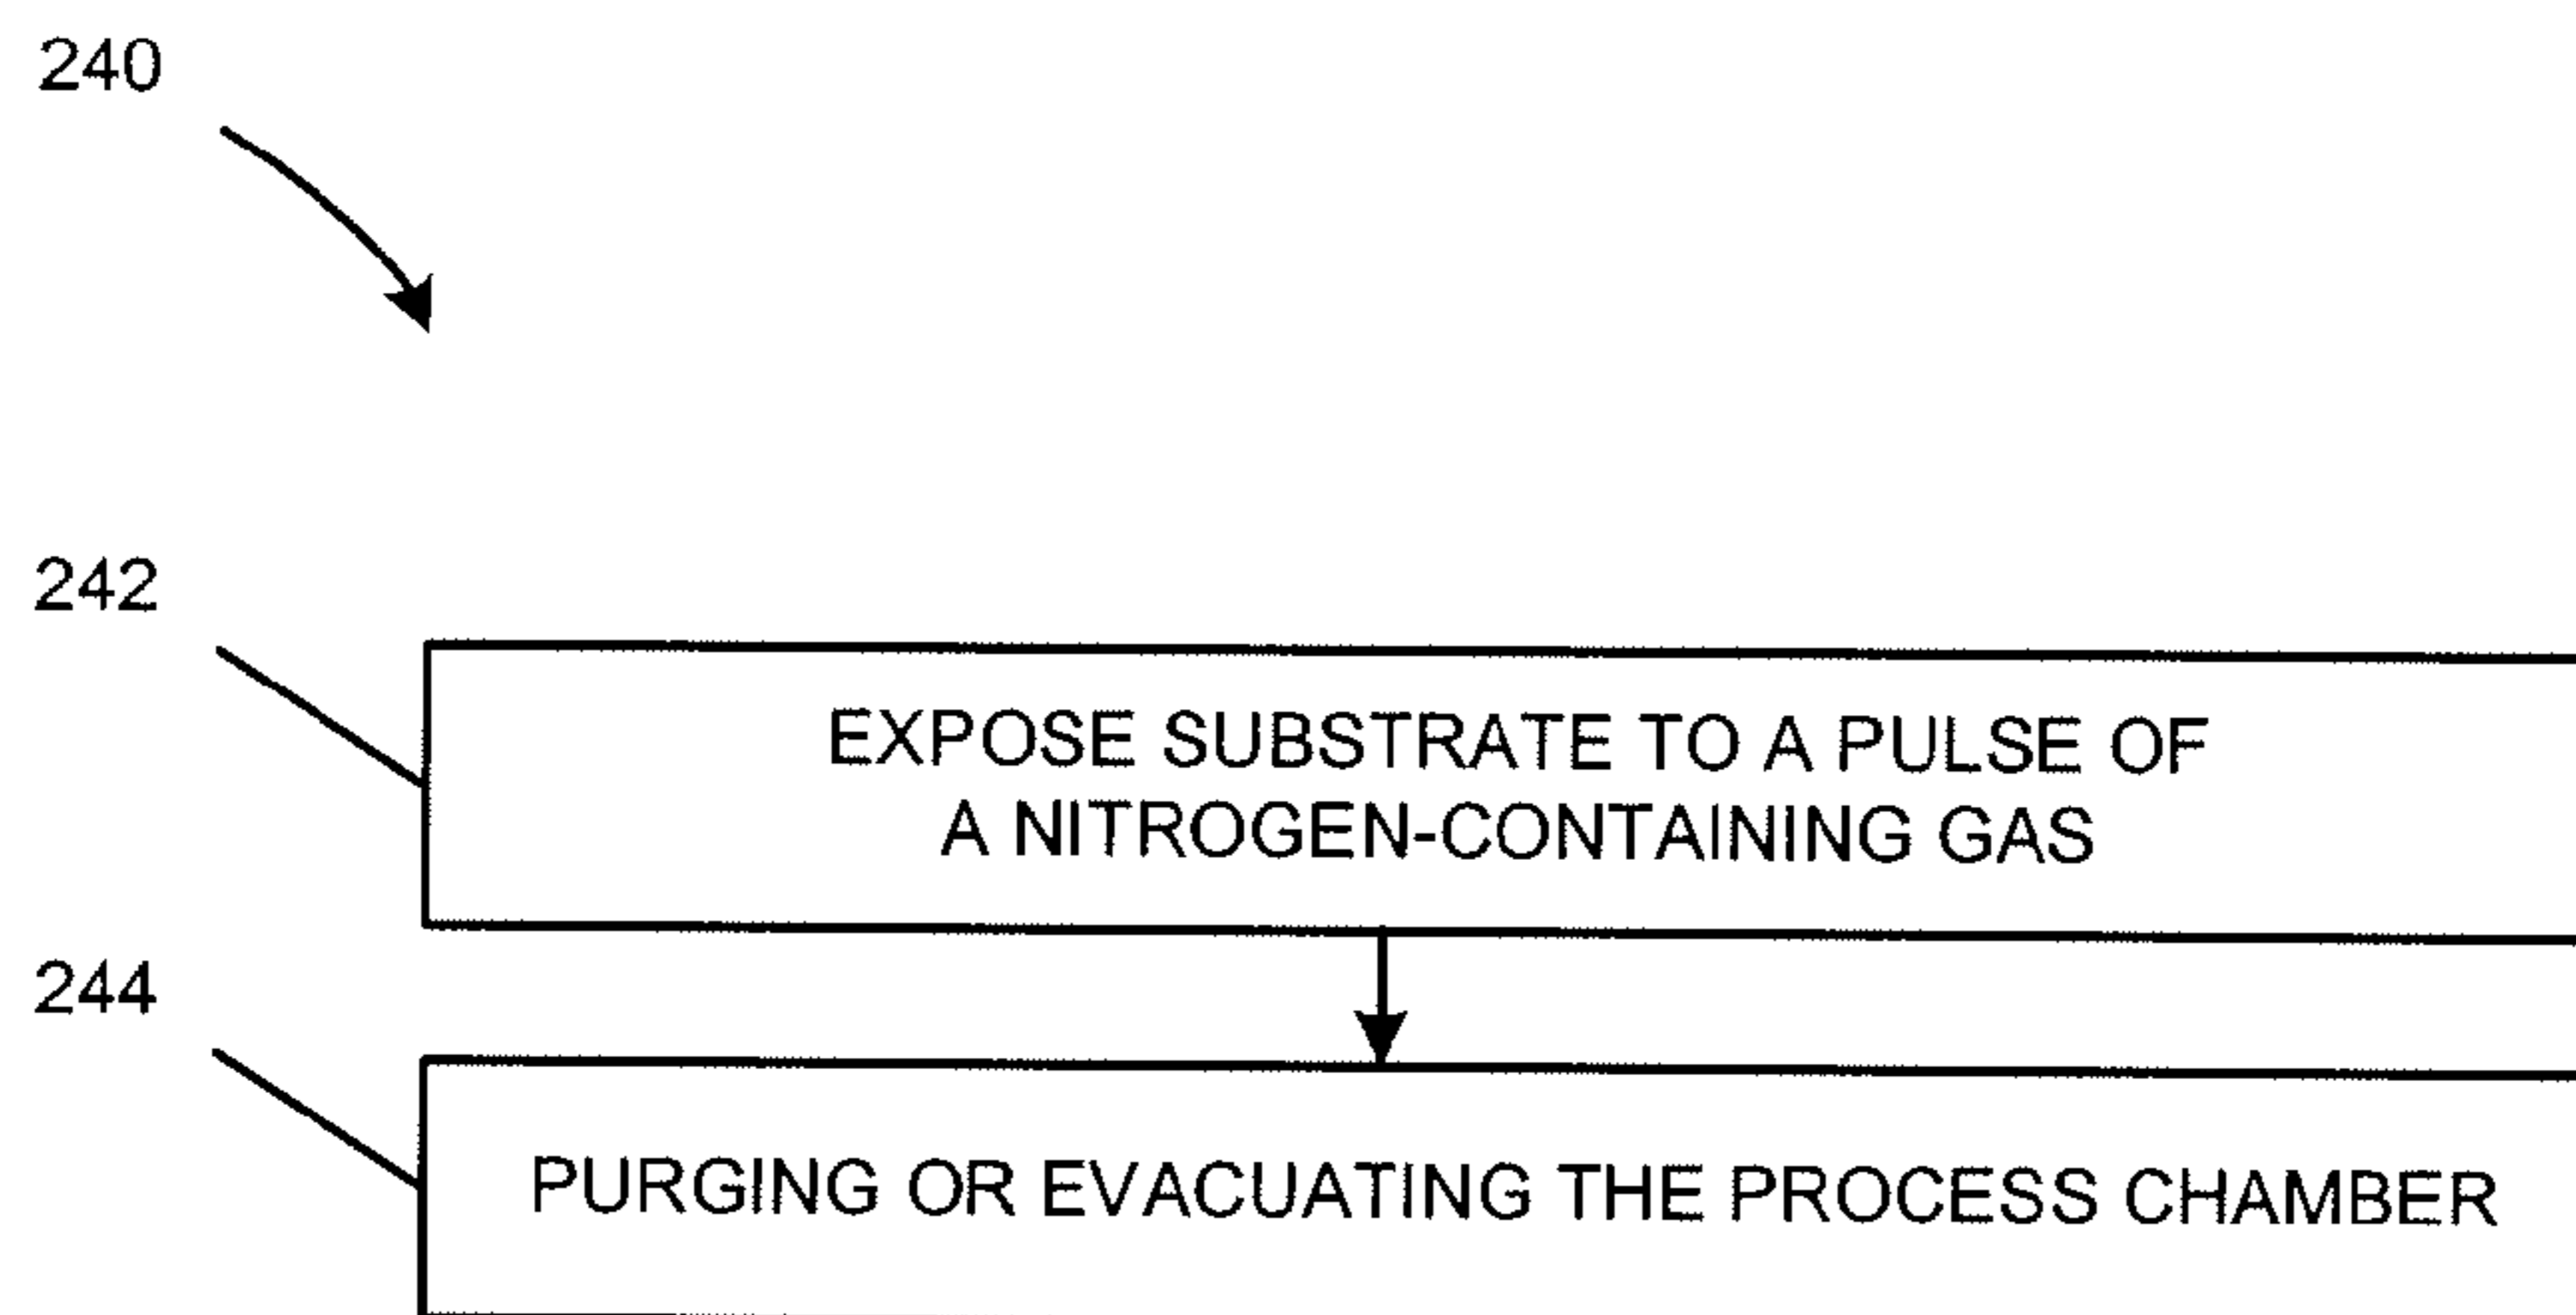 240
242
EXPOSE SUBSTRATE TO A PULSE OF
A NITROGEN-CONTAINING GAS
244
PURGING OR EVACUATING THE PROCESS CHAMBER